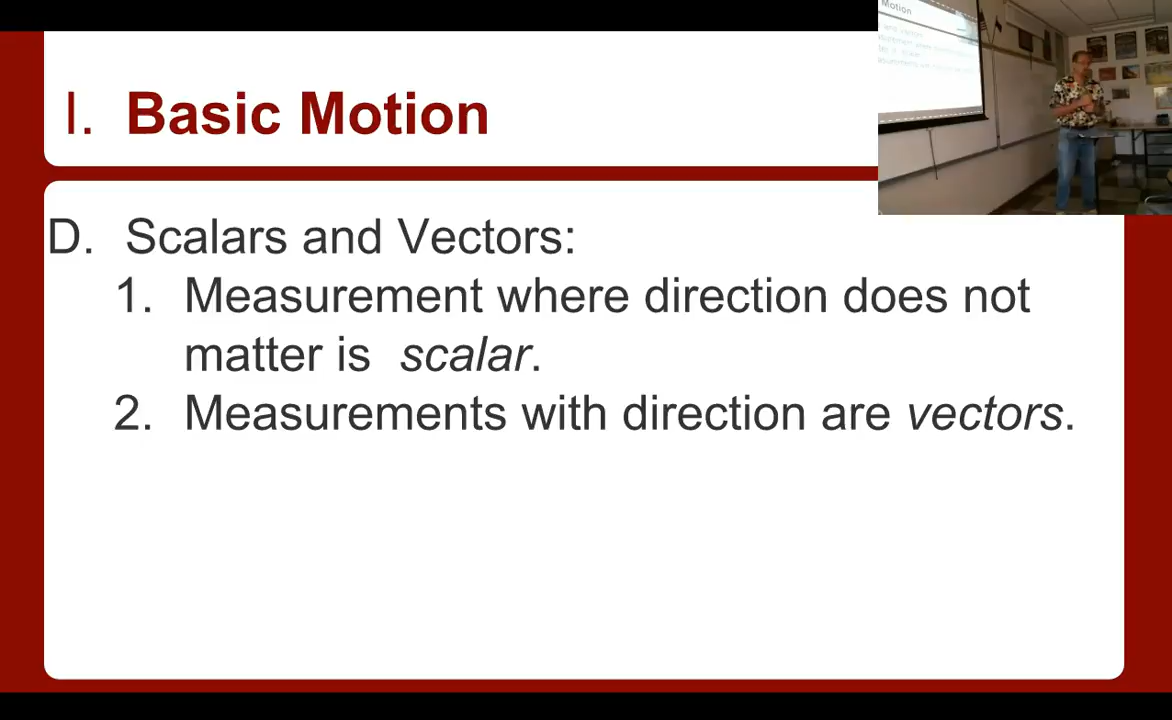 I. Basic Motion
D. Scalars and Vectors:
1. Measurement where direction does not
matter is scalar.
2. Measurements with direction are vectors.
Motion